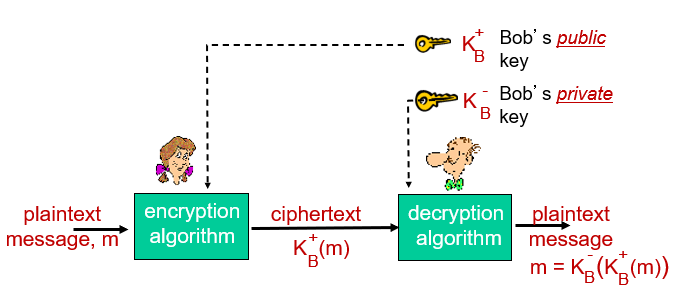 K_B^+ Bob's public
key
K_B^- Bob's private
key
plaintext
message, m
encryption
algorithm
ciphertext
K_B^+(m)
decryption
algorithm
plaintext
message
m = K_B^-(K_B^+(m))